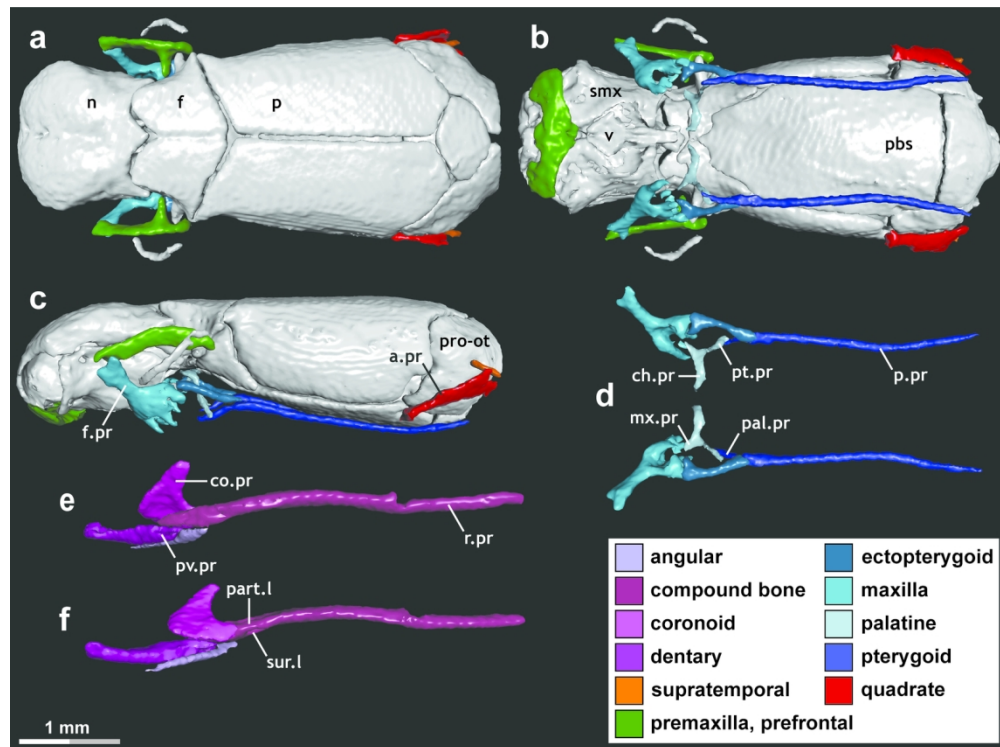 a
n
f
p
b
smx
v
pbs
c
pro-ot
a.pr
f.pr
ch.pr
pt.pr
p.pr
d
mx.pr
pal.pr
e
co.pr
pv.pr
r.pr
f
part.l
sur.l
1 mm
angular
compound bone
coronoid
dentary
supratemporal
premaxilla, prefrontal
ectopterygoid
maxilla
palatine
pterygoid
quadrate